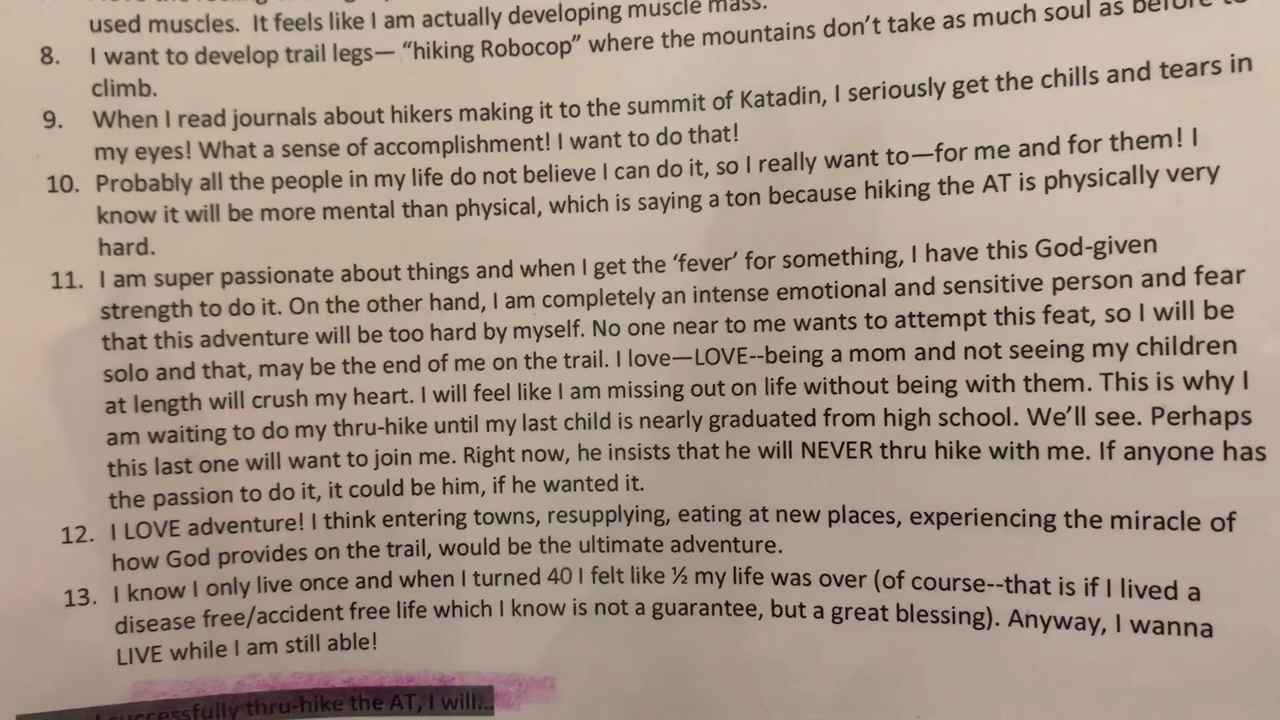 used muscles. It feels like I am actually developing muscle mass.
8. I want to develop trail legs— “hiking Robocop” where the mountains don’t take as much soul as before to
climb.
9. When I read journals about hikers making it to the summit of Katadin, I seriously get the chills and tears in
my eyes! What a sense of accomplishment! I want to do that!
10. Probably all the people in my life do not believe I can do it, so I really want to—for me and for them! I
know it will be more mental than physical, which is saying a ton because hiking the AT is physically very
hard.
11. I am super passionate about things and when I get the ‘fever’ for something, I have this God-given
strength to do it. On the other hand, I am completely an intense emotional and sensitive person and fear
that this adventure will be too hard by myself. No one near to me wants to attempt this feat, so I will be
solo and that, may be the end of me on the trail. I love—LOVE--being a mom and not seeing my children
at length will crush my heart. I will feel like I am missing out on life without being with them. This is why I
am waiting to do my thru-hike until my last child is nearly graduated from high school. We’ll see. Perhaps
this last one will want to join me. Right now, he insists that he will NEVER thru hike with me. If anyone has
the passion to do it, it could be him, if he wanted it.
12. I LOVE adventure! I think entering towns, resupplying, eating at new places, experiencing the miracle of
how God provides on the trail, would be the ultimate adventure.
13. I know I only live once and when I turned 40 I felt like ½ my life was over (of course--that is if I lived a
disease free/accident free life which I know is not a guarantee, but a great blessing). Anyway, I wanna
LIVE while I am still able!
successfully thru-hike the AT, I will...